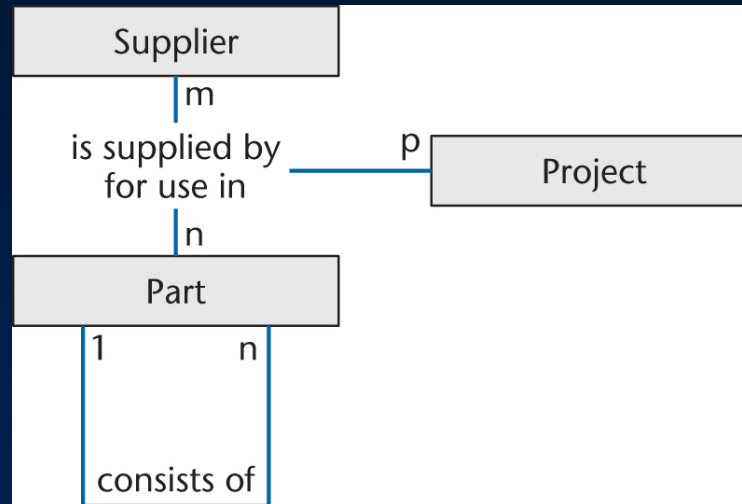 Supplier
m
is supplied by
for use in
p
Project
n
Part
1
n
consists of